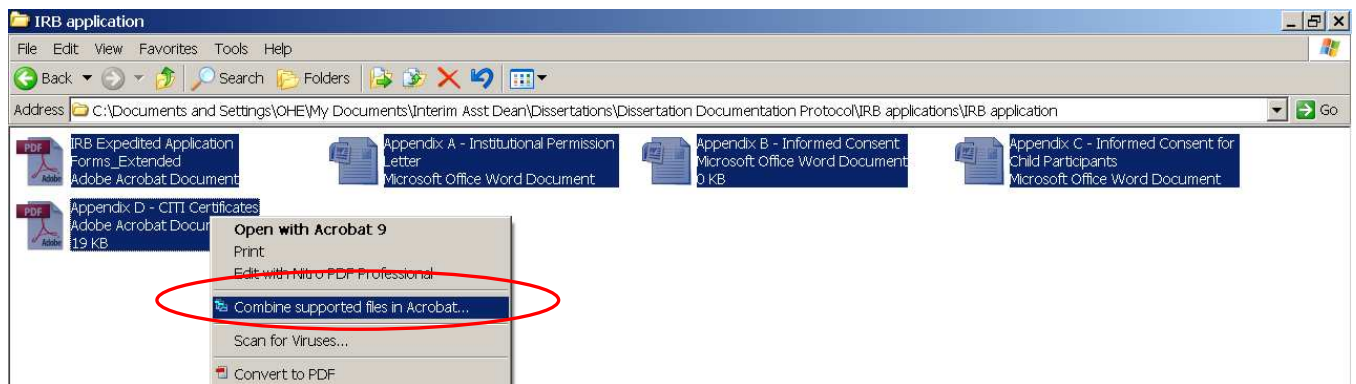 IRB application
File Edit View Favorites Tools Help
Back Search Folders
Address C:\Documents and Settings\OHE\My Documents\Interim Asst Dean\Dissertations\Dissertation Documentation Protocol\IRB applications\IRB application Go
IRB Expedited Application
Forms_Extended
Adobe Acrobat Document
Appendix A - Institutional Permission
Letter
Microsoft Office Word Document
Appendix B - Informed Consent
Microsoft Office Word Document
0 KB
Appendix C - Informed Consent for
Child Participants
Microsoft Office Word Document
Appendix D - CITI Certificates
Adobe Acrobat Docur
19 KB
Open with Acrobat 9
Print
Edit with Nitro PDF Professional
Combine supported files in Acrobat...
Scan for Viruses...
Convert to PDF